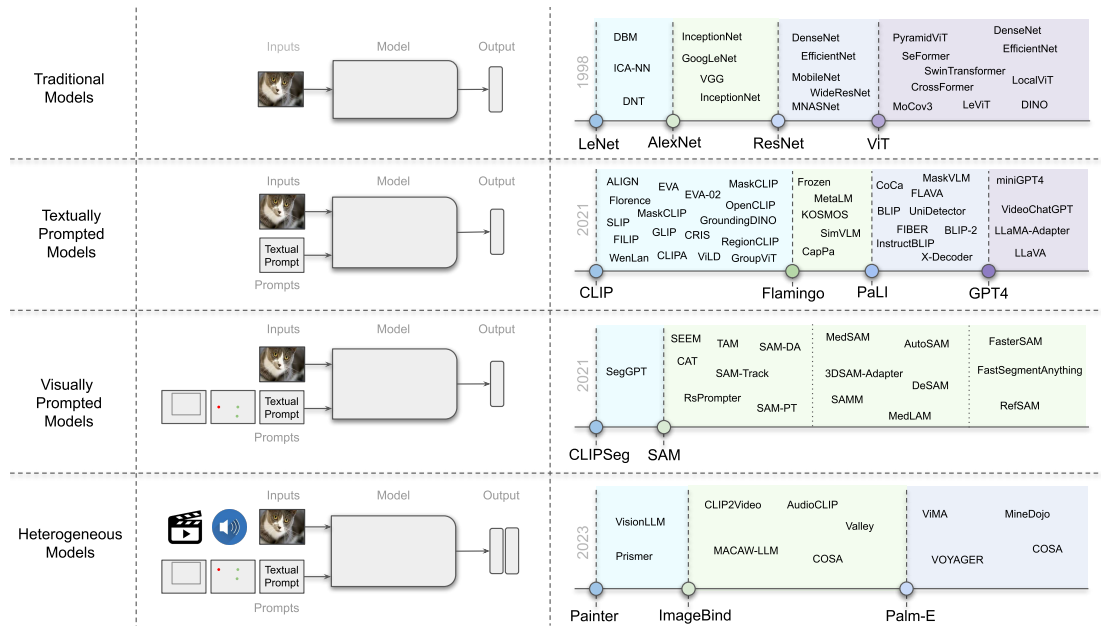 Inputs
Model
Output
Traditional
Models
1998
DBM
ICA-NN
DNT
InceptionNet
GoogLeNet
VGG
InceptionNet
DenseNet
EfficientNet
MobileNet
WideResNet
MNASNet
PyramidViT
DenseNet
SeFormer
EfficientNet
SwinTransformer
CrossFormer
LocalViT
MoCov3
LeViT
DINO
LeNet
AlexNet
ResNet
ViT
Inputs
Model
Output
Textually
Prompted
Models
Textual
Prompt
Prompts
2021
ALIGN
EVA
MaskCLIP
Florence
EVA-02
OpenCLIP
SLIP
MaskCLIP
GroundingDINO
FILIP
GLIP
CRIS
RegionCLIP
WenLan
CLIPA
ViLD
GroupViT
Frozen
MetaLM
KOSMOS
SimVLM
CapPa
CoCa
MaskVLM
FLAVA
BLIP
UniDetector
FIBER
BLIP-2
InstructBLIP
X-Decoder
miniGPT4
VideoChatGPT
LLaMA-Adapter
LLaVA
CLIP
Flamingo
PaLI
GPT4
Inputs
Model
Output
Visually
Prompted
Models
Textual
Prompt
Prompts
2021
SegGPT
SEEM
TAM
SAM-DA
CAT
SAM-Track
RsPrompter
SAM-PT
MedSAM
AutoSAM
3DSAM-Adapter
DeSAM
SAMM
MedLAM
FasterSAM
FastSegmentAnything
RefSAM
CLIPSeg
SAM
Inputs
Model
Output
Heterogeneous
Models
Textual
Prompt
Prompts
2023
VisionLLM
Prismer
CLIP2Video
AudioCLIP
Valley
MACAW-LLM
COSA
ViMA
MineDojo
COSA
VOYAGER
Painter
ImageBind
Palm-E